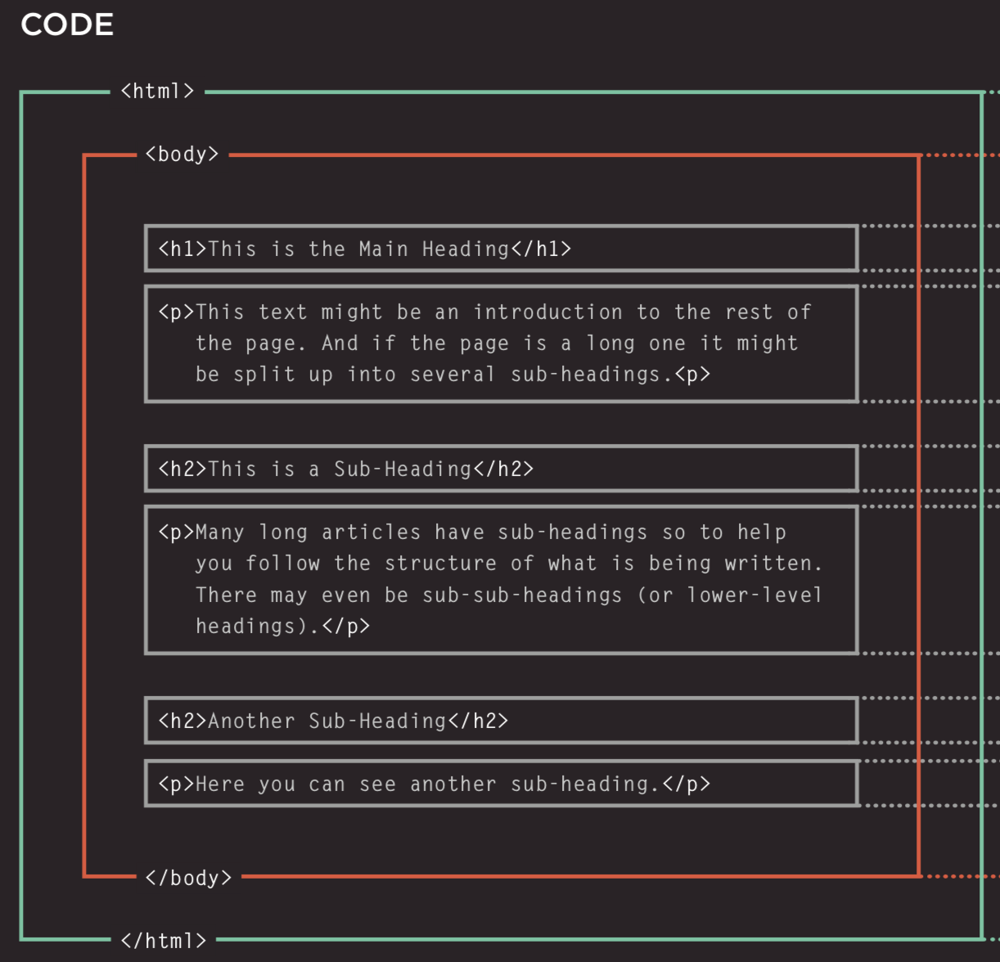 CODE
<html>
<body>
<h1>This is the Main Heading</h1>
<p>This text might be an introduction to the rest of
the page. And if the page is a long one it might
be split up into several sub-headings.<p>
<h2>This is a Sub-Heading</h2>
<p>Many long articles have sub-headings so to help
you follow the structure of what is being written.
There may even be sub-sub-headings (or lower-level
headings).</p>
<h2>Another Sub-Heading</h2>
<p>Here you can see another sub-heading.</p>
</body>
</html>